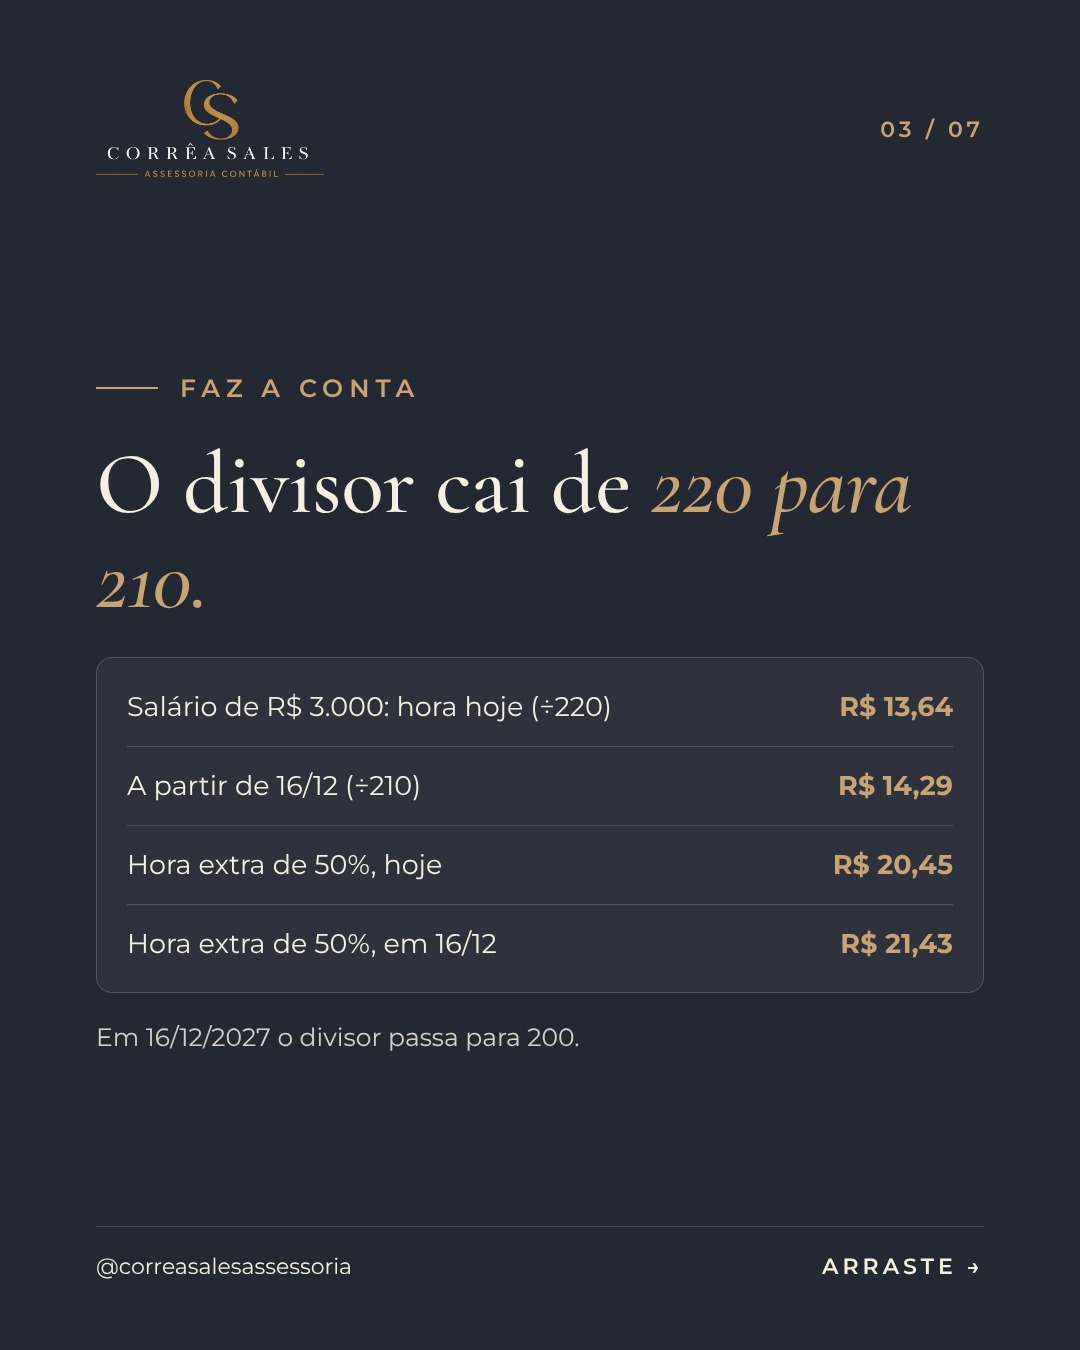 CS
CORRÊA SALES
ASSESSORIA CONTÁBIL
03 / 07
FAZ A CONTA
O divisor cai de 220 para
210.
Salário de R$ 3.000: hora hoje (÷220) R$ 13,64
A partir de 16/12 (÷210) R$ 14,29
Hora extra de 50%, hoje R$ 20,45
Hora extra de 50%, em 16/12 R$ 21,43
Em 16/12/2027 o divisor passa para 200.
@correasalesassessoria ARRASTE →